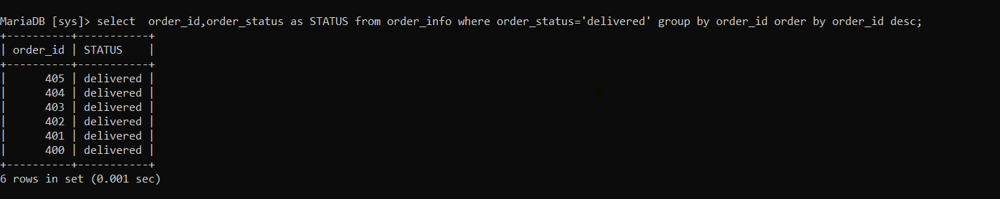 MariaDB [sys]> select  order_id,order_status as STATUS from order_info where order_status='delivered' group by order_id order by order_id desc;
+----------+-----------+
| order_id | STATUS    |
+----------+-----------+
|      405 | delivered |
|      404 | delivered |
|      403 | delivered |
|      402 | delivered |
|      401 | delivered |
|      400 | delivered |
+----------+-----------+
6 rows in set (0.001 sec)